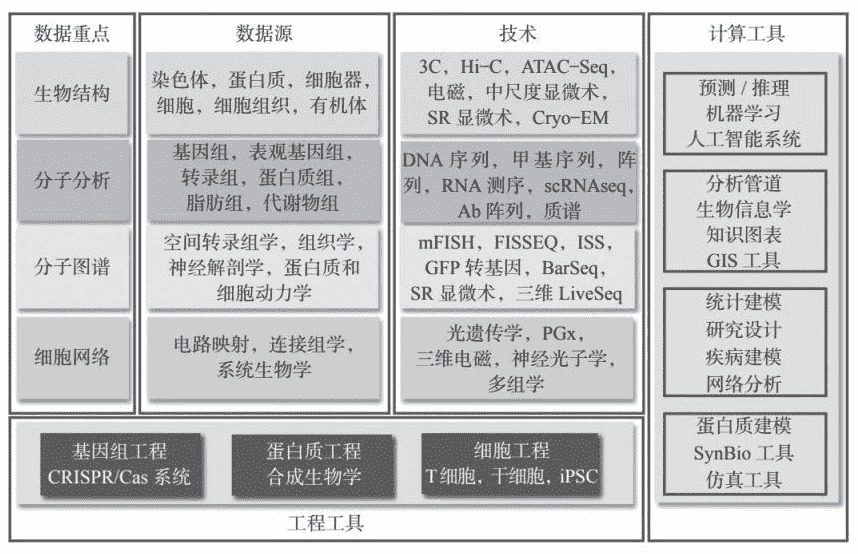 数据重点
数据源
技术
计算工具
生物结构
染色体，蛋白质，细胞器，
细胞，细胞组织，有机体
3C，Hi-C，ATAC-Seq，
电磁，中尺度显微术，
SR 显微术，Cryo-EM
分子分析
基因组，表观基因组，
转录组，蛋白质组，
脂肪组，代谢物组
DNA 序列，甲基序列，阵
列，RNA 测序，scRNAseq，
Ab 阵列，质谱
分子图谱
空间转录组学，组织学，
神经解剖学，蛋白质和
细胞动力学
mFISH，FISSEQ，ISS，
GFP 转基因，BarSeq，
SR 显微术，三维 LiveSeq
细胞网络
电路映射，连接组学，
系统生物学
光遗传学，PGx，
三维电磁，神经光子学，
多组学
预测 / 推理
机器学习
人工智能系统
分析管道
生物信息学
知识图表
GIS 工具
统计建模
研究设计
疾病建模
网络分析
蛋白质建模
SynBio 工具
仿真工具
基因组工程
CRISPR/Cas 系统
蛋白质工程
合成生物学
细胞工程
T 细胞，干细胞，iPSC
工程工具